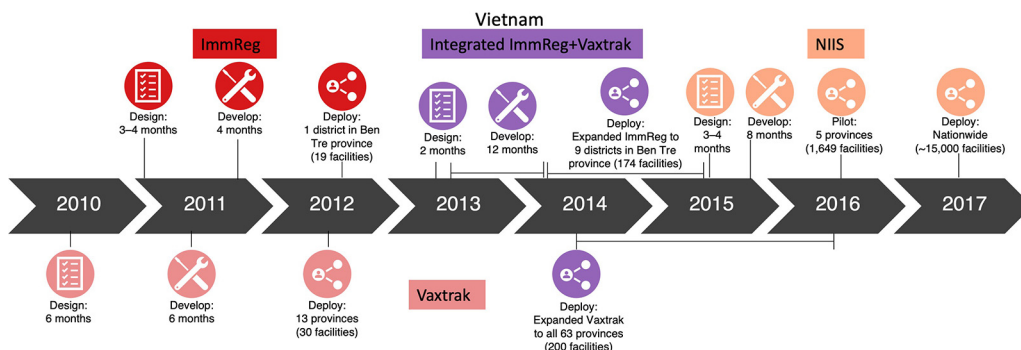 Vietnam
ImmReg
Integrated ImmReg+Vaxtrak
NIIS
Design:
3–4 months
Develop:
4 months
Deploy:
1 district in Ben
Tre province
(19 facilities)
Design:
2 months
Develop:
12 months
Deploy:
Expanded ImmReg to
9 districts in Ben Tre
province (174 facilities)
Design:
3–4
months
Develop:
8 months
Pilot:
5 provinces
(1,649 facilities)
Deploy:
Nationwide
(~15,000 facilities)
2010
2011
2012
2013
2014
2015
2016
2017
Design:
6 months
Develop:
6 months
Deploy:
13 provinces
(30 facilities)
Vaxtrak
Deploy:
Expanded Vaxtrak
to all 63 provinces
(200 facilities)